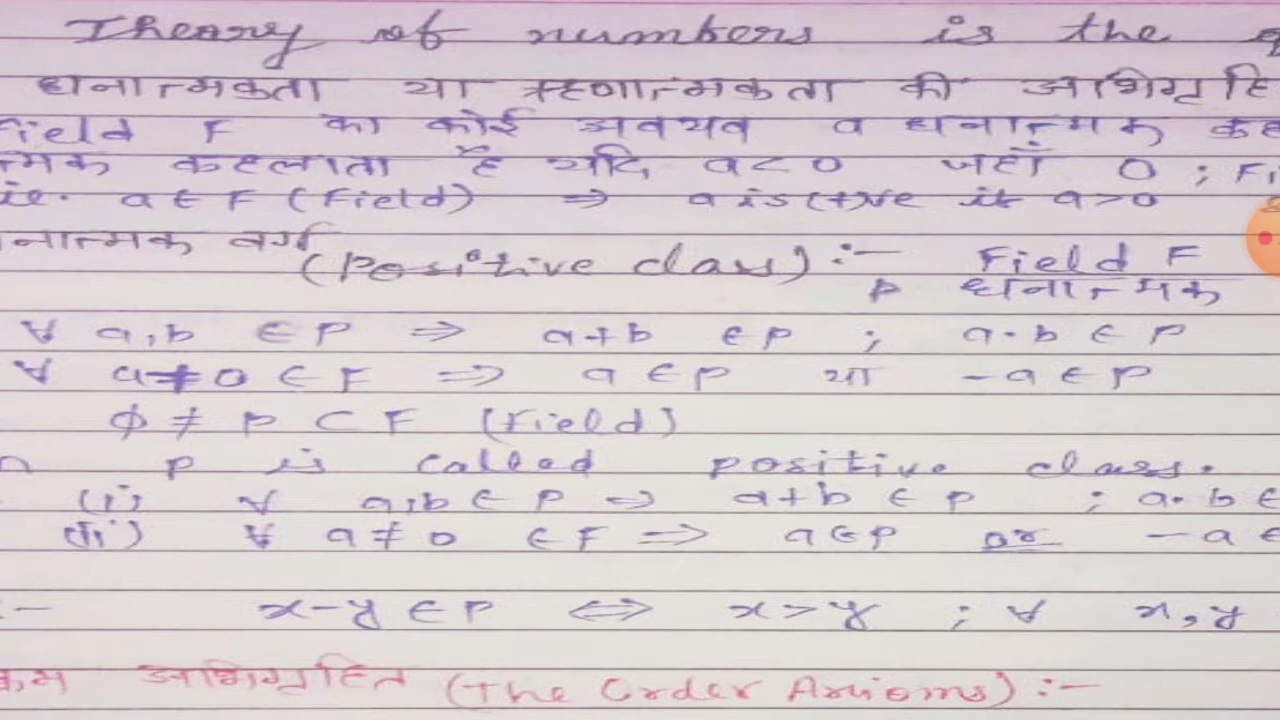 Theory of numbers is the
धनात्मकता या ऋणात्मकता की अभिगृहि
Field F का कोई अवयव a धनात्मक कह
त्मक कहलाता है यदि a<0 जहाँ 0 ; Fi
ie. a ∈ F (Field) ⇒ a is (+)ve if a>0
नात्मक वर्ग (Positive class) :- Field F
P धनात्मक
∀ a,b ∈ P ⇒ a+b ∈ P ; a·b ∈ P
∀ a≠0 ∈ F ⇒ a ∈ P या -a ∈ P
ϕ ≠ P ⊂ F (Field)
n P is called positive class.
(i) ∀ a,b ∈ P ⇒ a+b ∈ P ; a·b ∈
(ii) ∀ a≠0 ∈ F ⇒ a ∈ P or -a ∈
:- x-y ∈ P ⇔ x>y ; ∀ x,y
क्रम अभिगृहित (The Order Axioms) :-